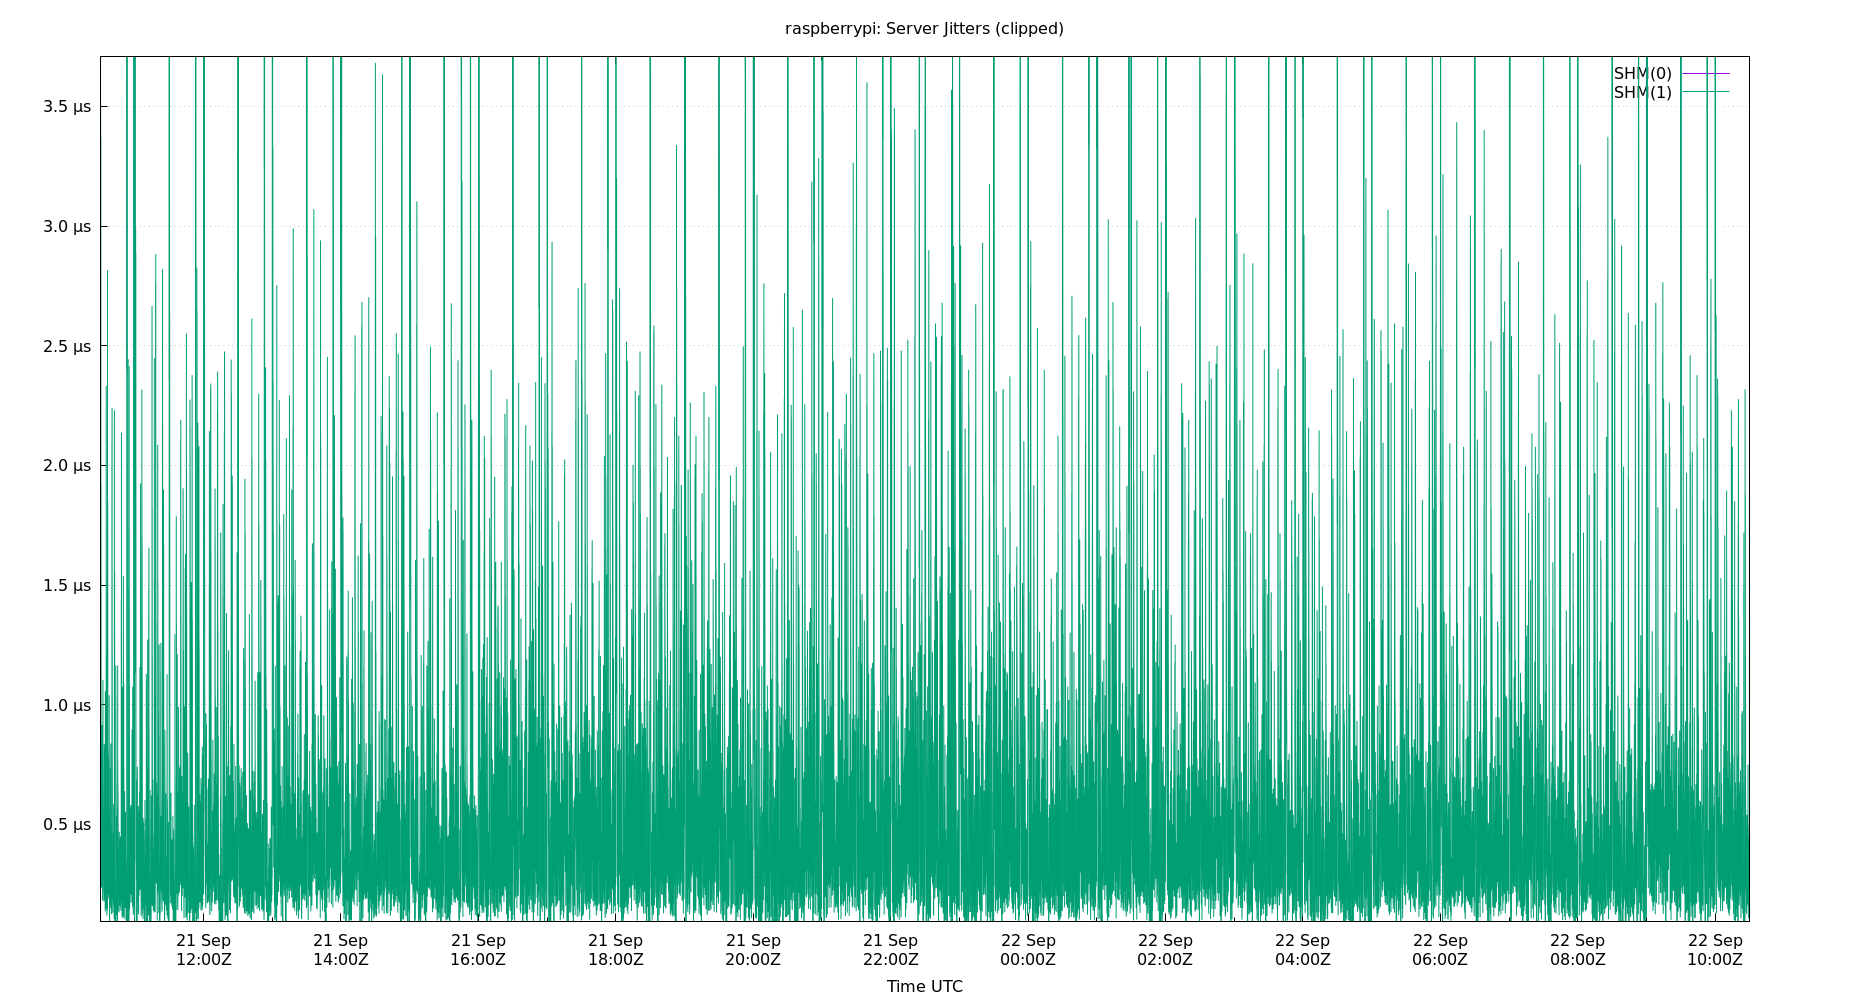 raspberrypi: Server Jitters (clipped)
SHM(0)
SHM(1)
3.5 µs
3.0 µs
2.5 µs
2.0 µs
1.5 µs
1.0 µs
0.5 µs
21 Sep 21 Sep 21 Sep 21 Sep 21 Sep 21 Sep 22 Sep 22 Sep 22 Sep 22 Sep 22 Sep 22 Sep
12:00Z 14:00Z 16:00Z 18:00Z 20:00Z 22:00Z 00:00Z 02:00Z 04:00Z 06:00Z 08:00Z 10:00Z
Time UTC